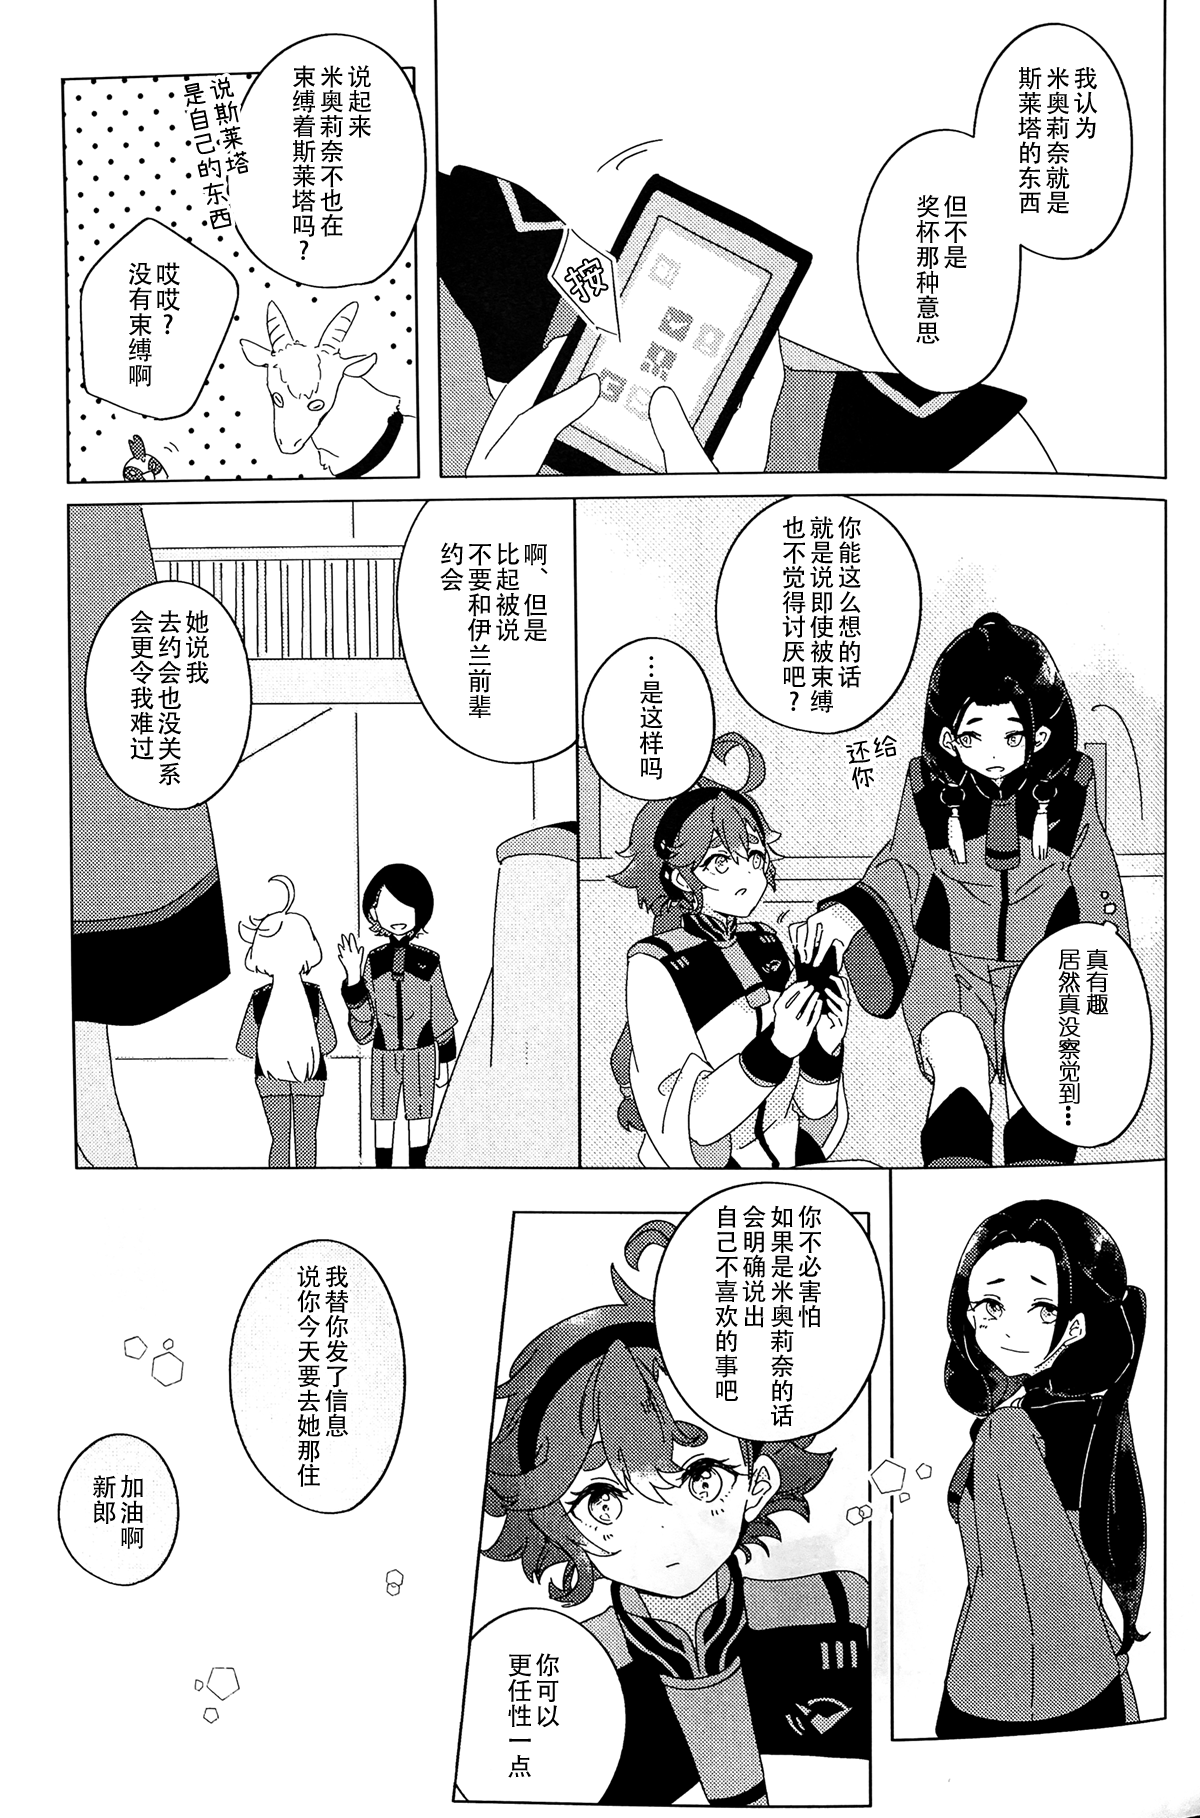 我认为
米奥莉奈就是
斯莱塔的东西
但不是
奖杯那种意思
按
说起来
米奥莉奈不也在
束缚着斯莱塔吗？
说斯莱塔
是自己的东西
哎哎？
没有束缚啊
你能这么想的话
就是说即使被束缚
也不觉得讨厌吧？
…是这样吗
还给
你
真有趣
居然真没察觉到…
啊、但是
比起被说
不要和伊兰前辈
约会
她说我
去约会也没关系
会更令我难过
你不必害怕
如果是米奥莉奈的话
会明确说出
自己不喜欢的事吧
你可以
更任性一点
我替你发了信息
说你今天要去她那住
加油啊
新郎